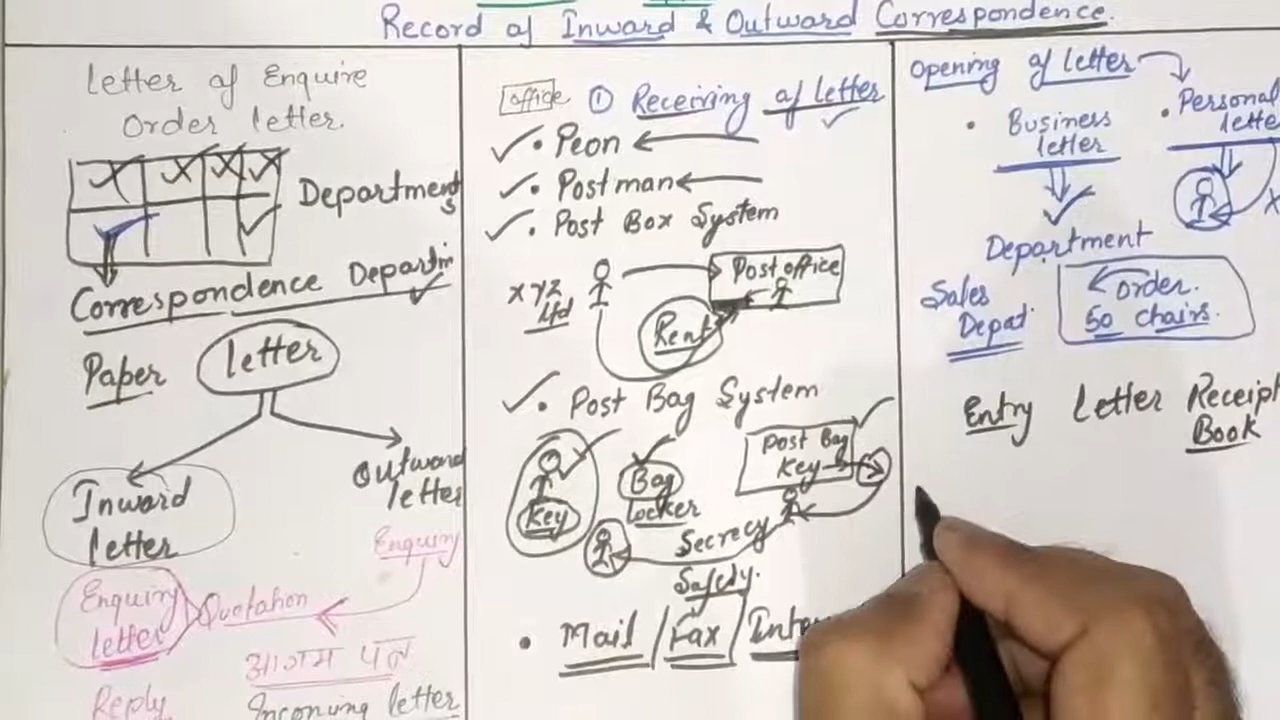 Record of Inward & Outward Correspondence.
Letter of Enquire
Order letter.
Departments
Correspondence Departm
Paper
letter
Inward
letter
Outward
letter
Enquiry
Enquiry
letter
Quotation
आगम पत्र
Reply
Incoming letter
office
① Receiving of letter
• Peon
• Postman
• Post Box System
xyz
Ltd
Post office
Rent
• Post Bag System
Key
Bag
Locker
Post Bag
Key
Secrecy
Safety.
• Mail / Fax / Inte
Opening of letter
• Business
letter
• Personal
letter
Department
Sales
Depat.
order.
50 chairs.
Entry Letter Receipt
Book